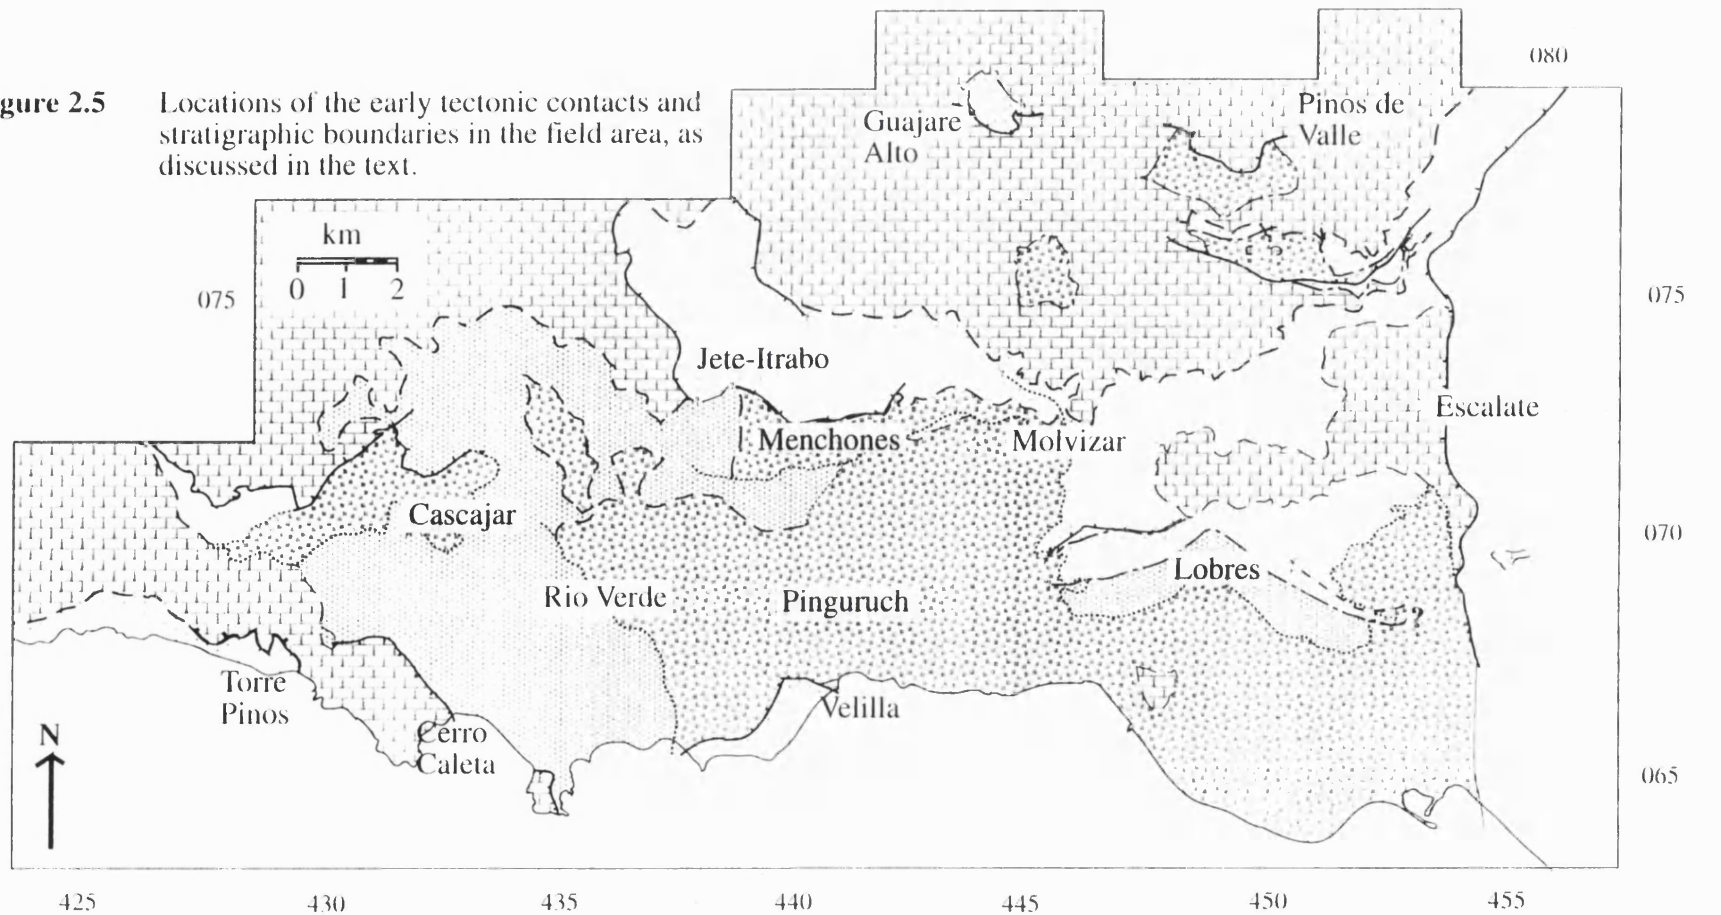 gure 2.5 Locations of the early tectonic contacts and
stratigraphic boundaries in the field area, as
discussed in the text.
080
Guajare
Alto
Pinos de
Valle
km
0 1 2
075
075
Jete-Itrabo
Escalate
Menchones
Molvizar
Cascajar
070
Lobres
Rio Verde
Pinguruch
?
Torre
Pinos
Velilla
N
Cerro
Caleta
065
425 430 435 440 445 450 455